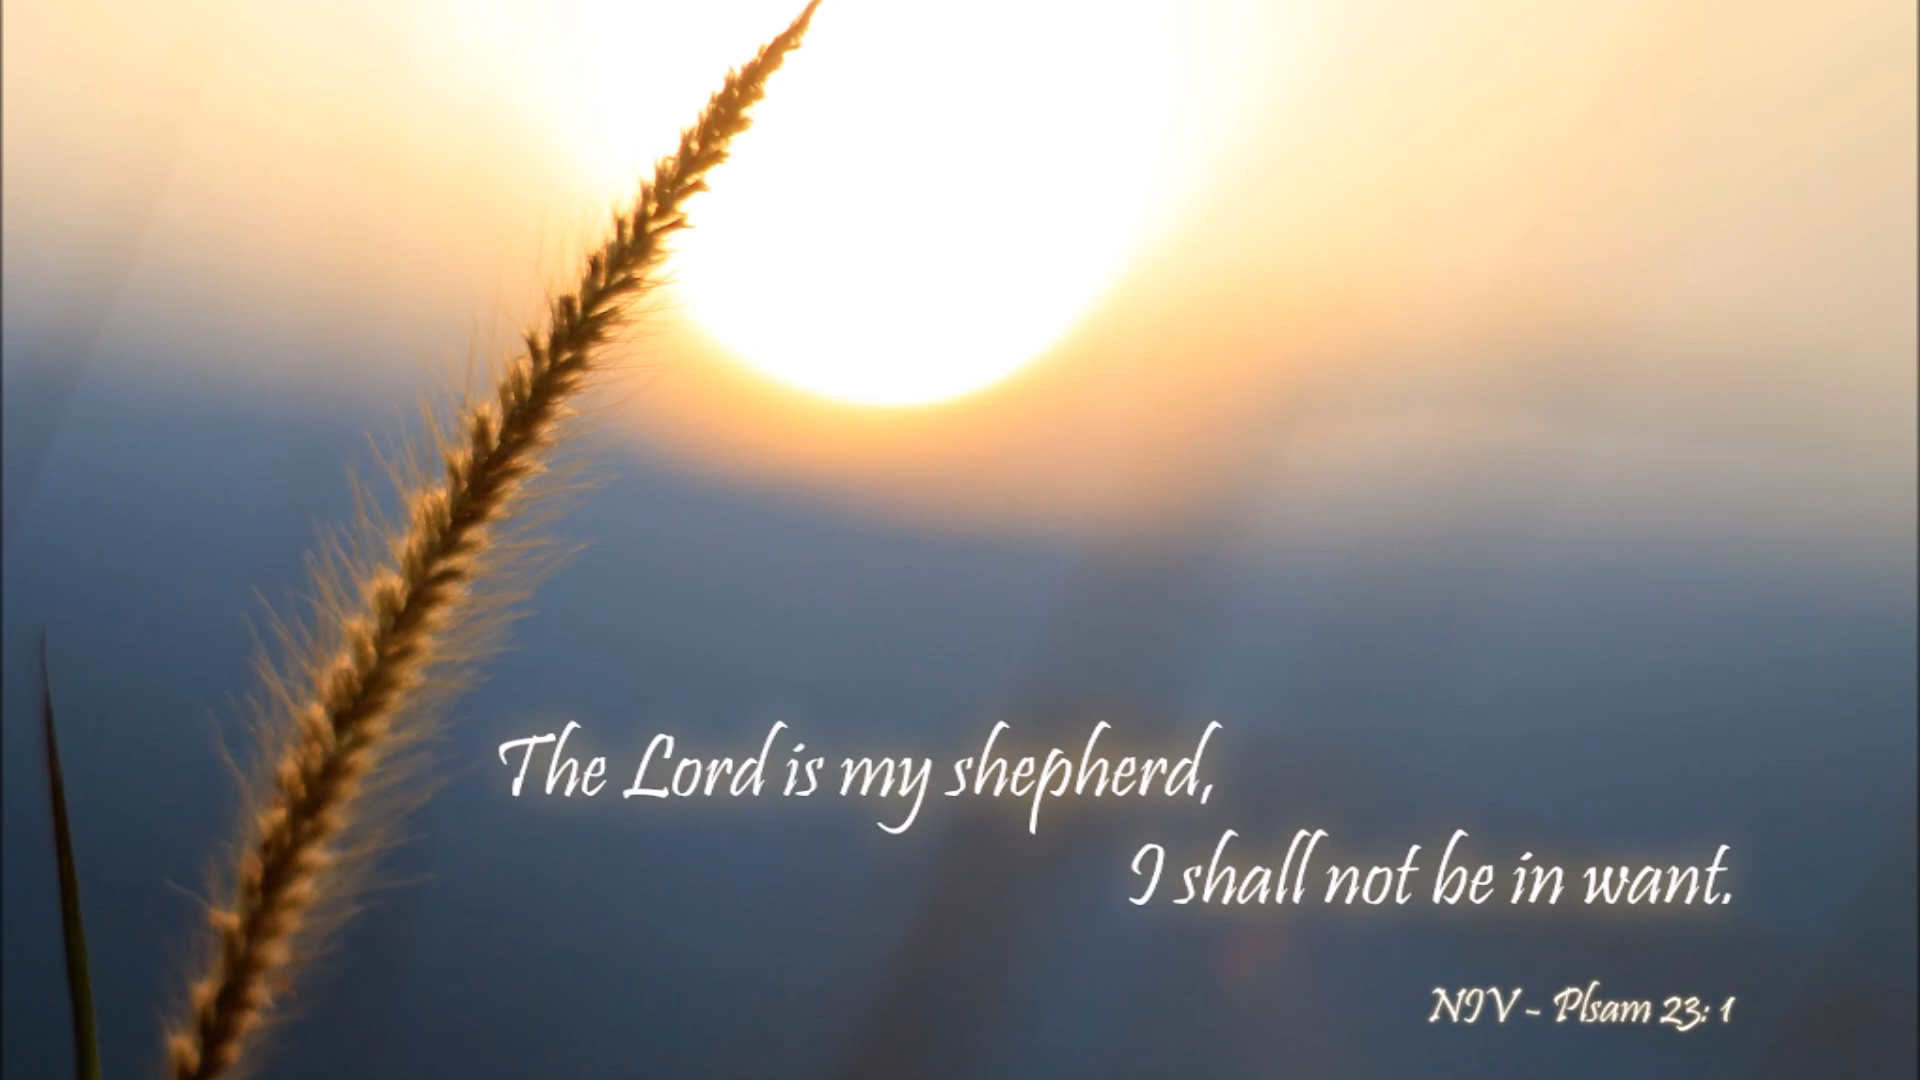 The Lord is my shepherd,
I shall not be in want.
NIV - Plsam 23: 1